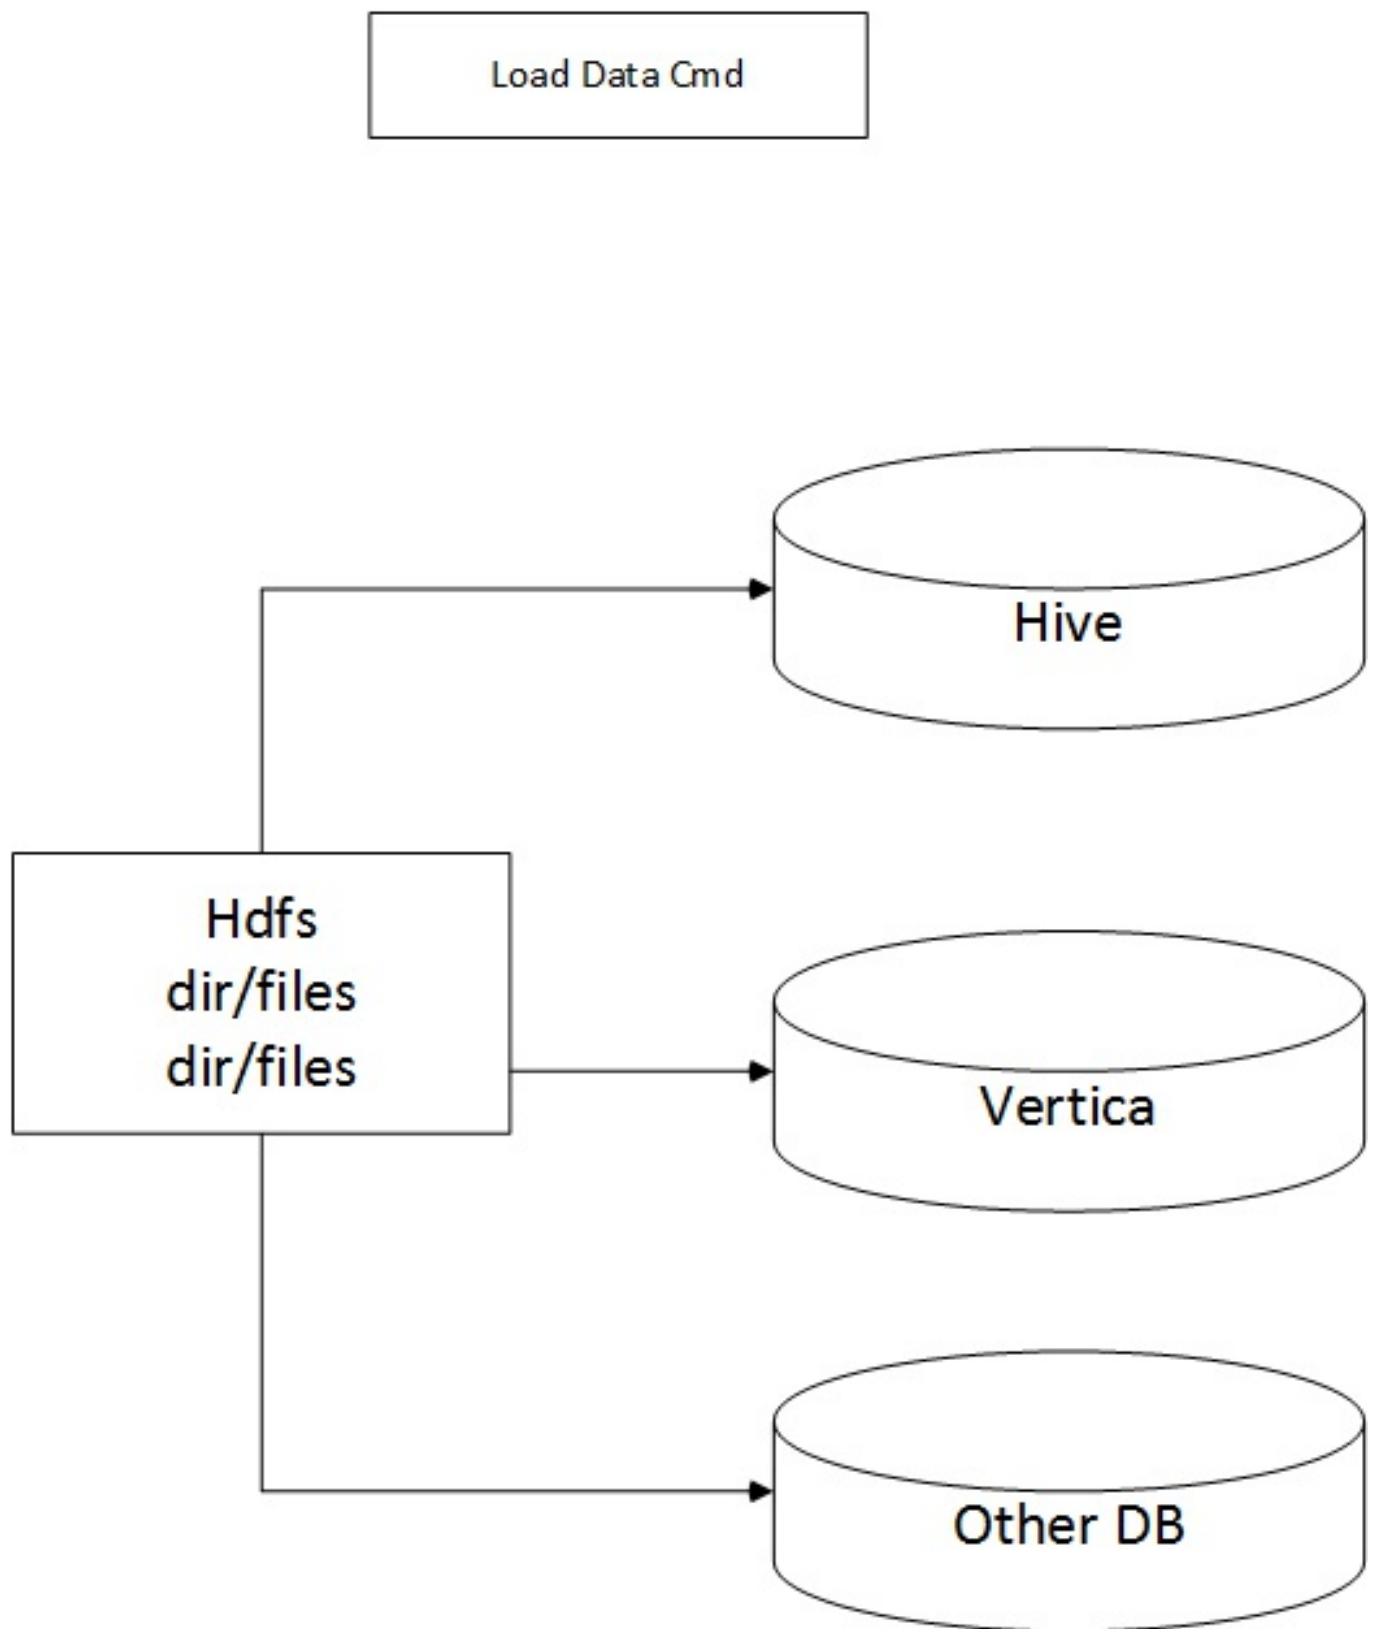 Load Data Cmd
Hive
Hdfs
dir/files
dir/files
Vertica
Other DB